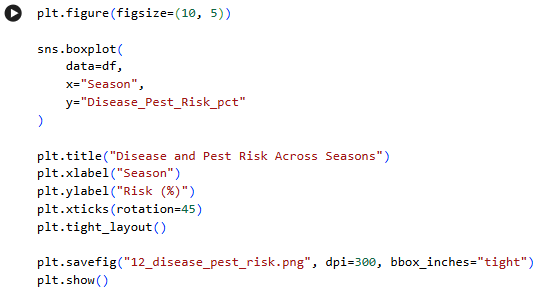 plt.figure(figsize=(10, 5))

sns.boxplot(
    data=df,
    x="Season",
    y="Disease_Pest_Risk_pct"
)

plt.title("Disease and Pest Risk Across Seasons")
plt.xlabel("Season")
plt.ylabel("Risk (%)")
plt.xticks(rotation=45)
plt.tight_layout()

plt.savefig("12_disease_pest_risk.png", dpi=300, bbox_inches="tight")
plt.show()